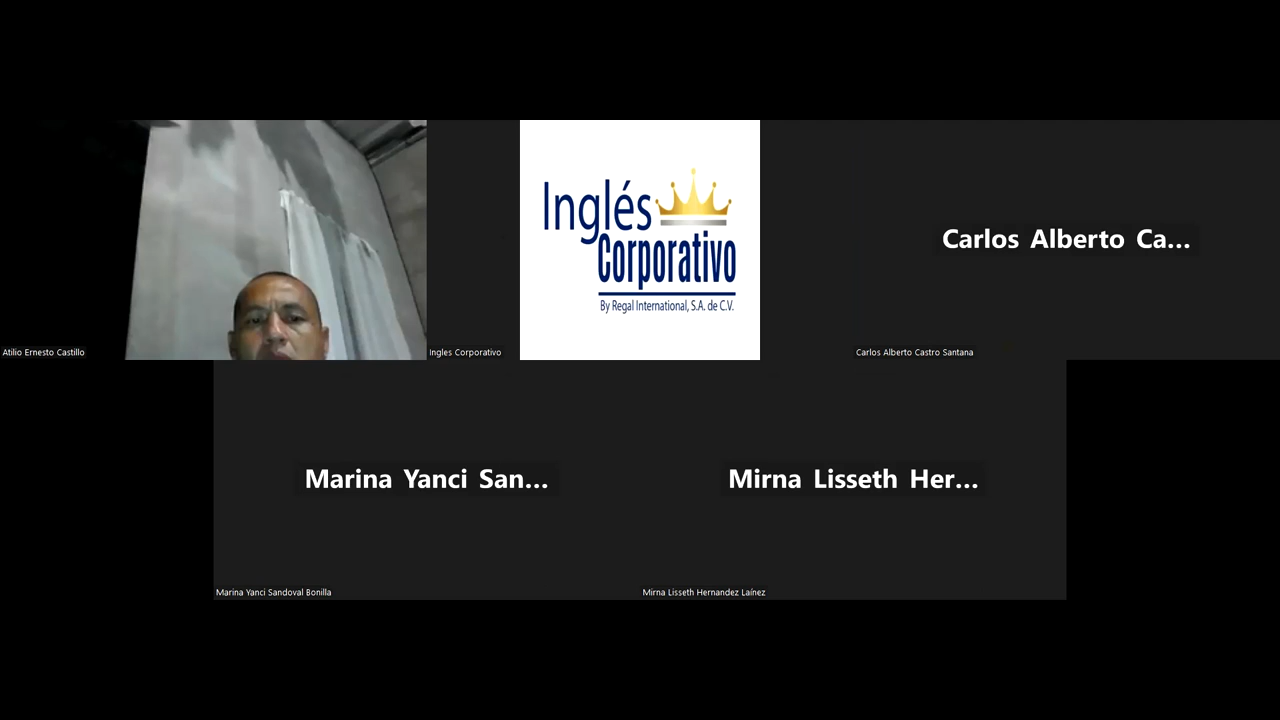 Inglés
Corporativo
By Regal International, S.A. de C.V.
Carlos Alberto Ca...
Atilio Ernesto Castillo
Ingles Corporativo
Carlos Alberto Castro Santana
Marina Yanci San...
Mirna Lisseth Her...
Marina Yanci Sandoval Bonilla
Mirna Lisseth Hernandez Laínez